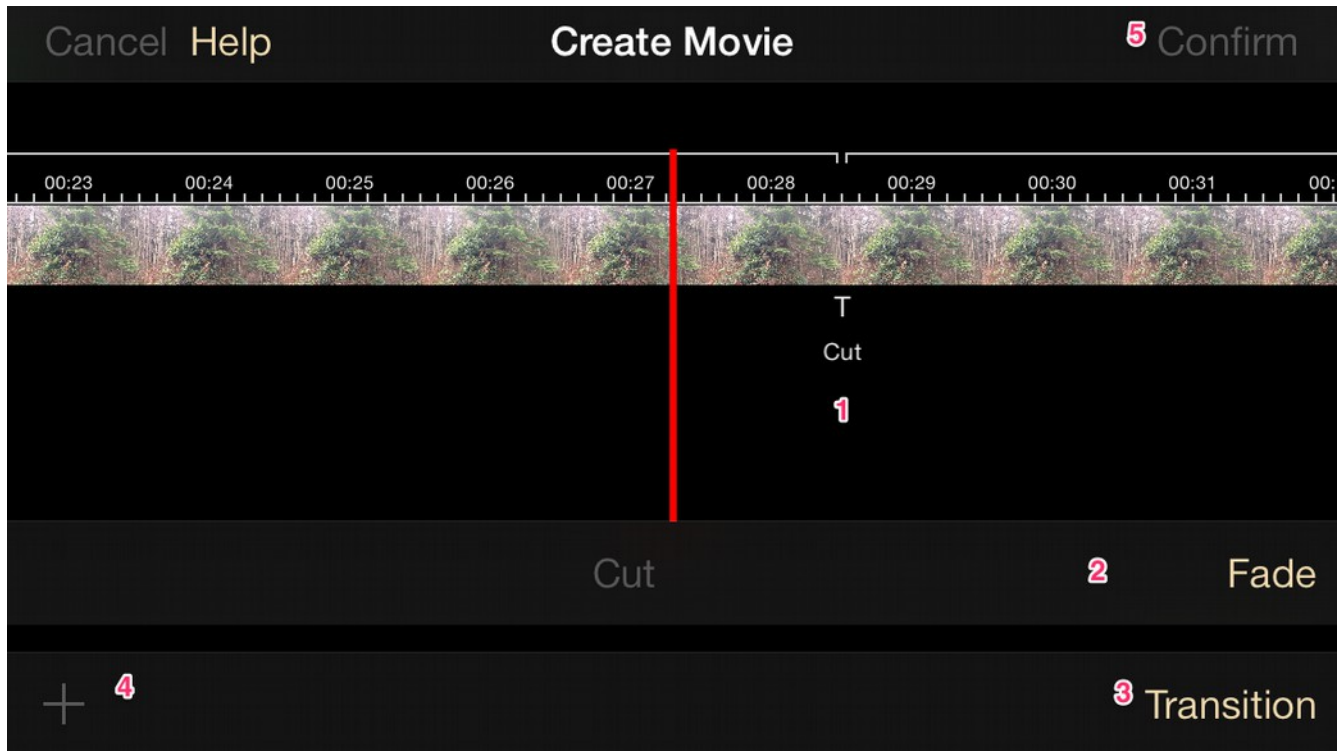 Cancel Help Create Movie 5 Confirm
00:23 00:24 00:25 00:26 00:27 00:28 00:29 00:30 00:31 00:
T
Cut
1
Cut 2 Fade
+ 4 3 Transition